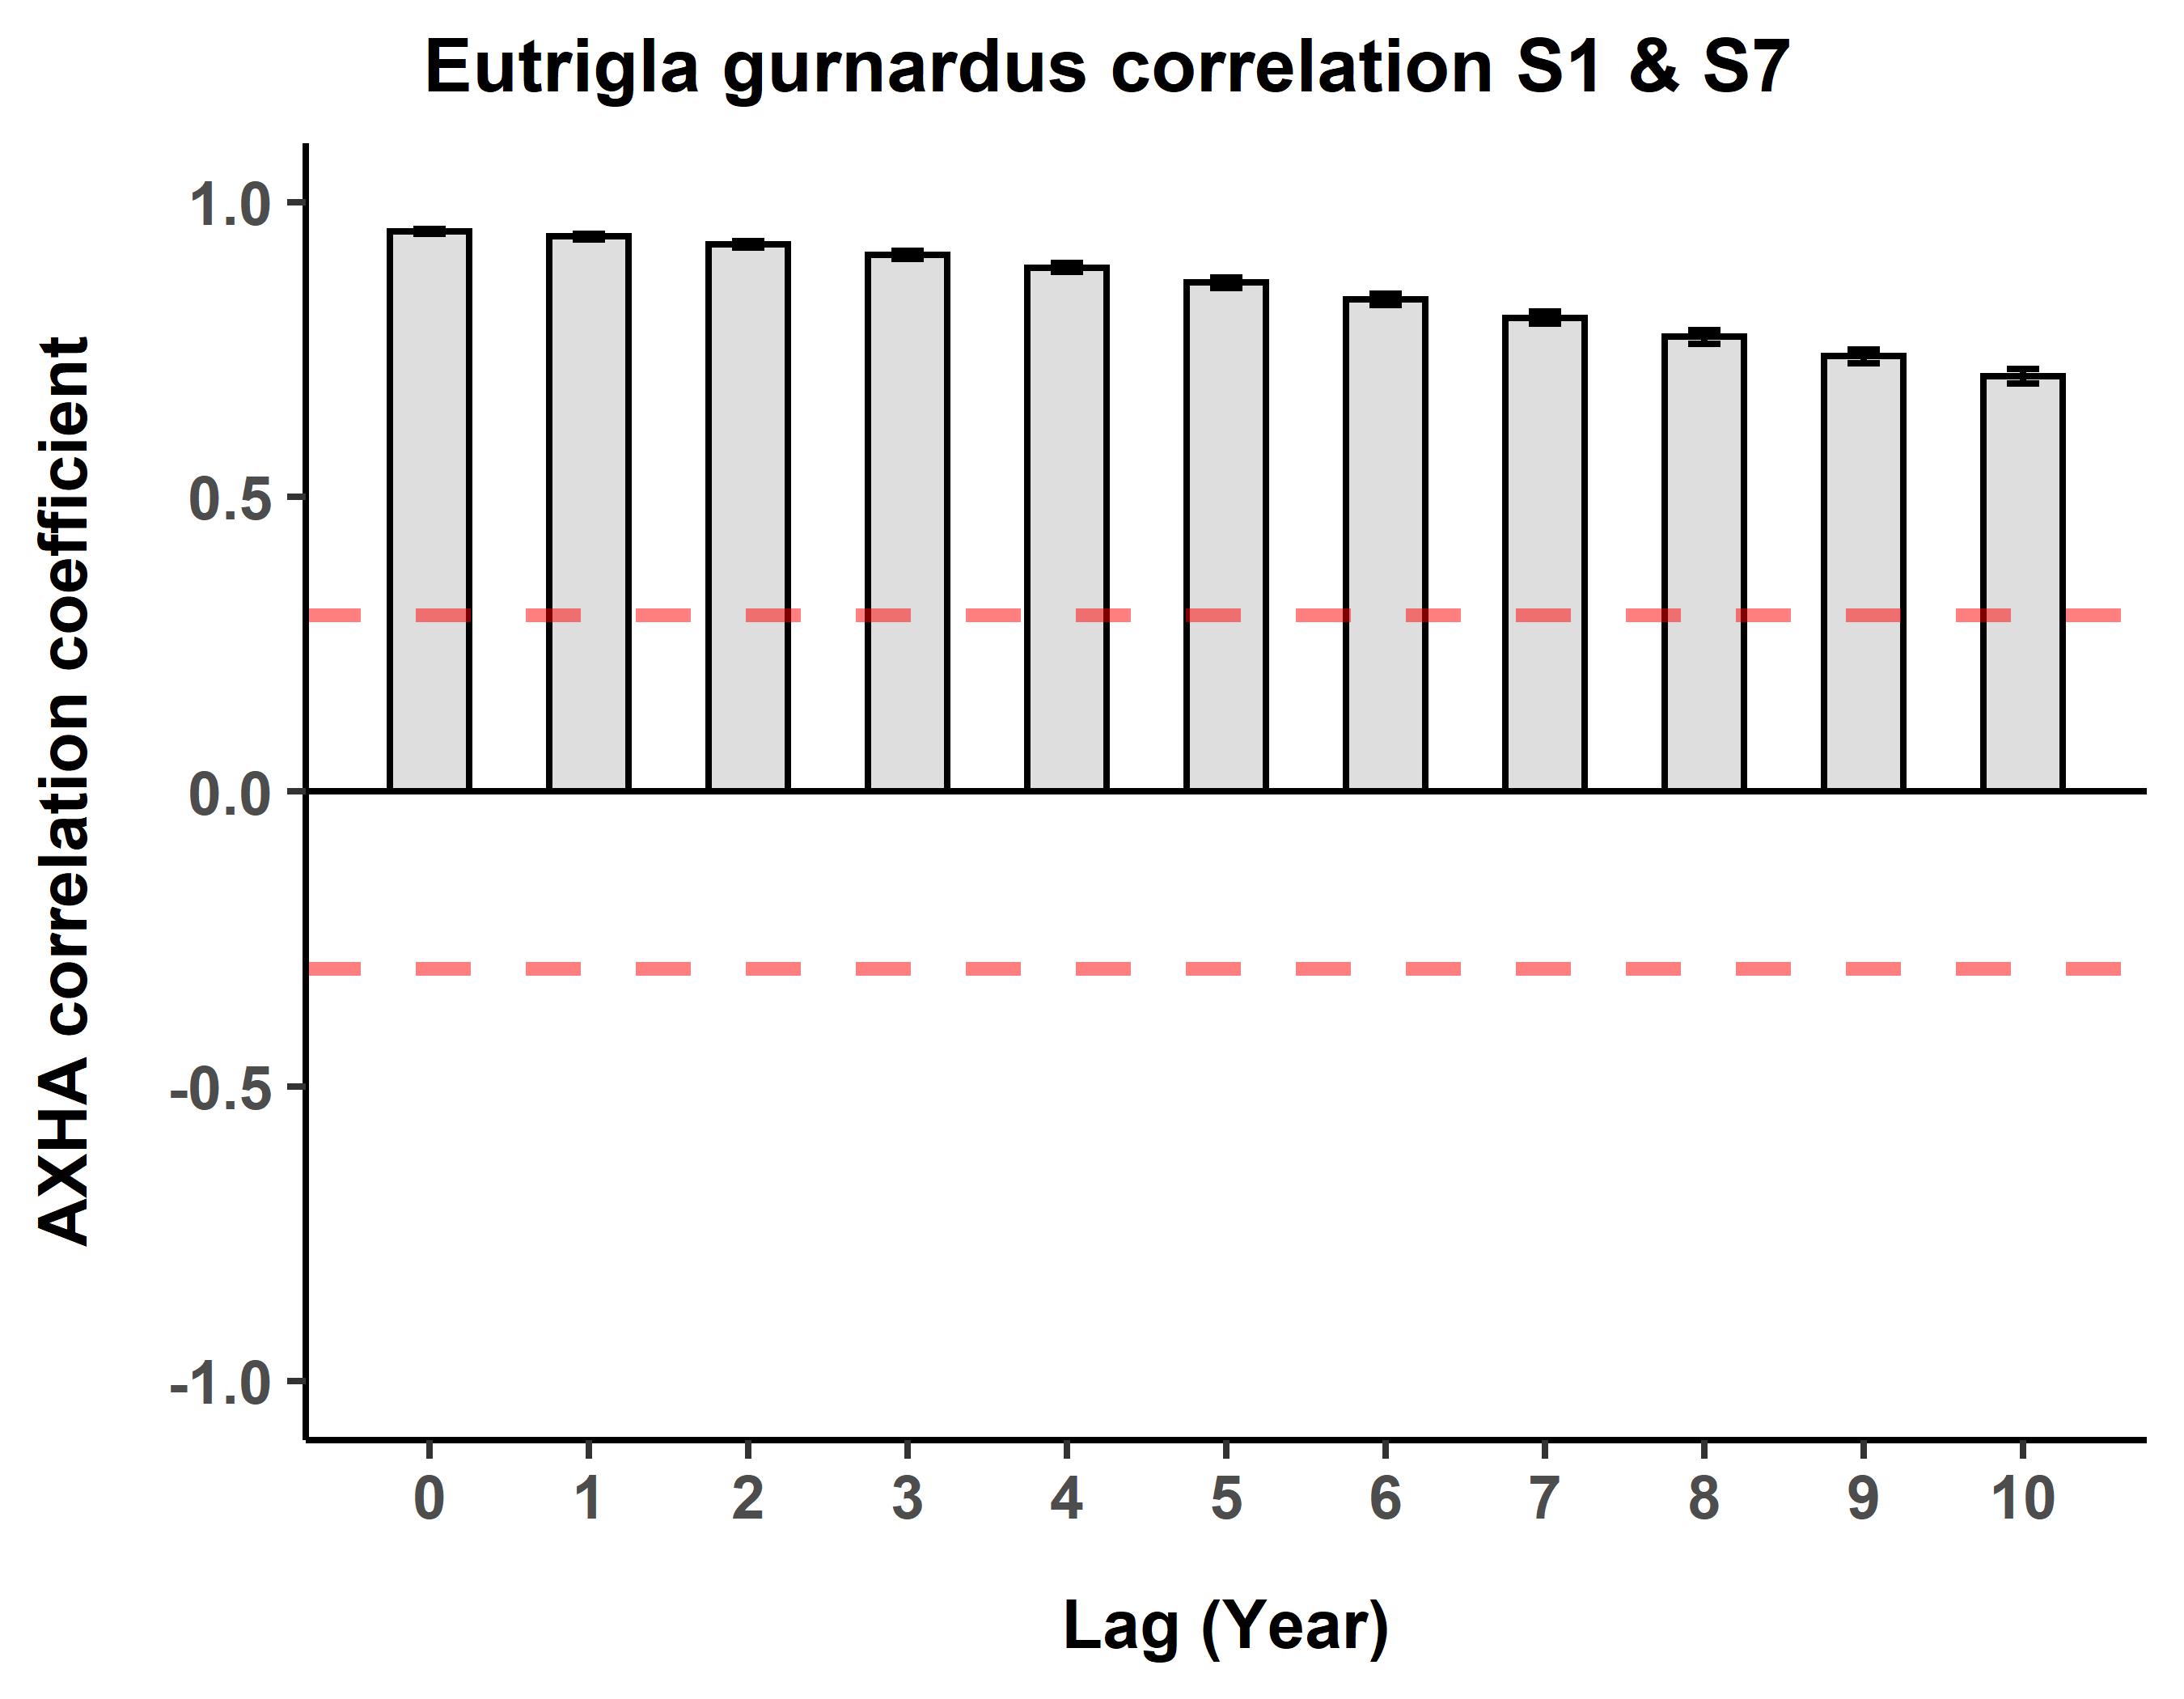 Eutrigla gurnardus correlation S1 & S7
AXHA correlation coefficient
1.0
0.5
0.0
-0.5
-1.0
0 1 2 3 4 5 6 7 8 9 10
Lag (Year)